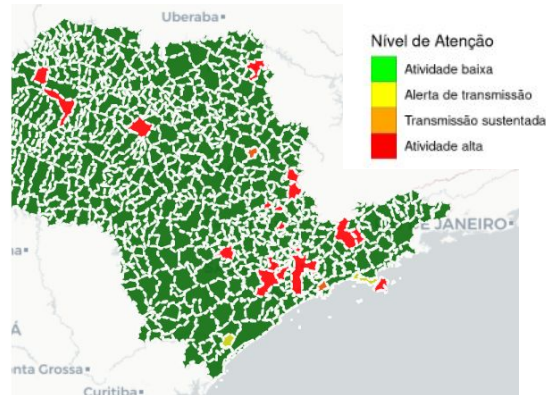 Uberaba
Nível de Atenção
Atividade baixa
Alerta de transmissão
Transmissão sustentada
Atividade alta
E JANEIRO
Á
nta Grossa
Curitiba